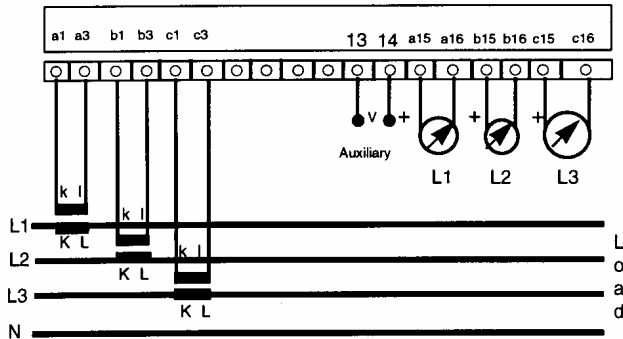 a1 a3 b1 b3 c1 c3 13 14 a15 a16 b15 b16 c15 c16
V + + +
Auxiliary
L1 L2 L3
k l
L1
K L
k l
L2
K L
k l
L3
K L
N
Load